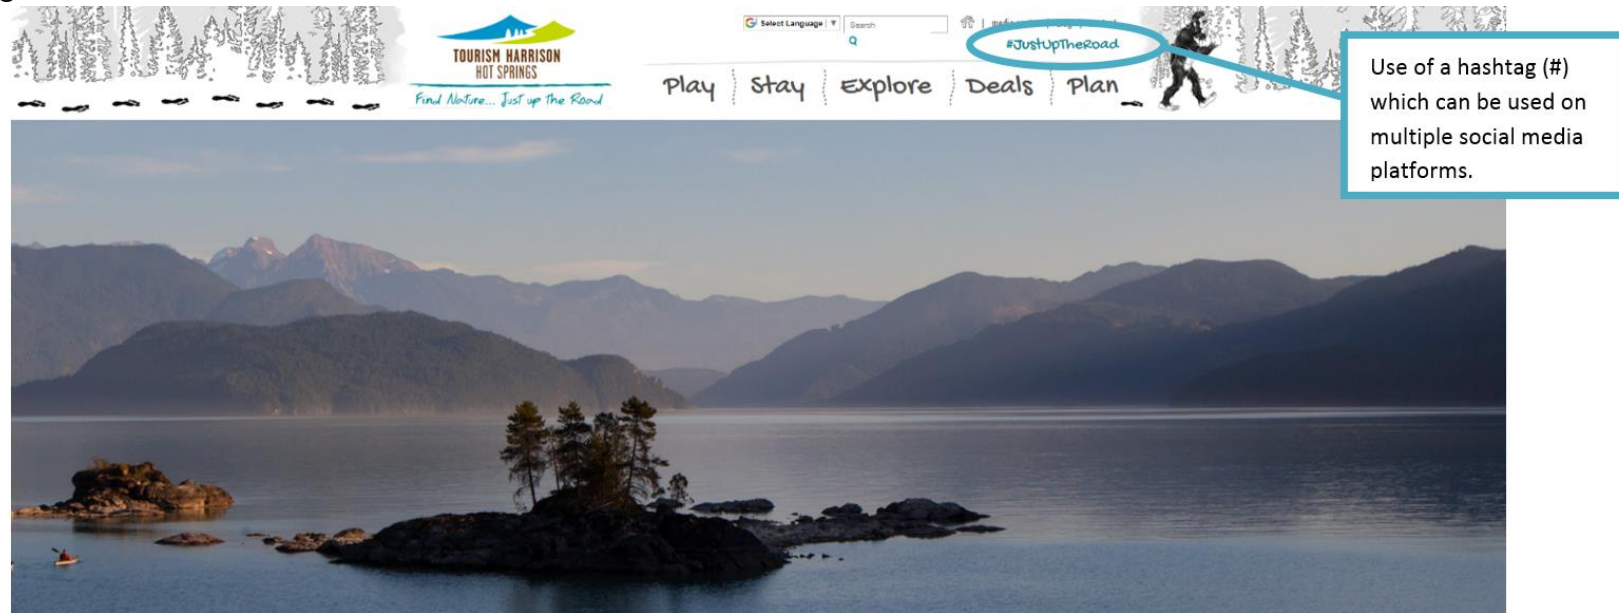 g
Select Language ▼
Search
#JustUpTheRoad
TOURISM HARRISON
HOT SPRINGS
Find Nature... Just up the Road
Play
Stay
Explore
Deals
Plan
Use of a hashtag (#)
which can be used on
multiple social media
platforms.